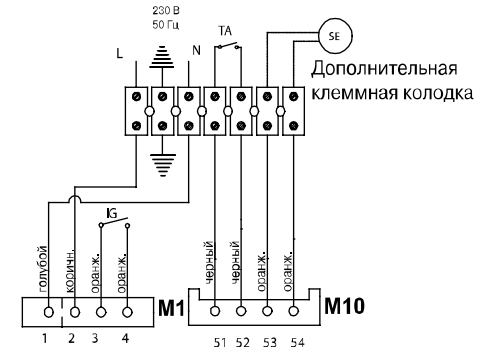 230 В
50 Гц
L
N
TA
SE
Дополнительная
клеммная колодка
IG
голубой
коричн.
оранж.
оранж.
черный
черный
оранж.
оранж.
M1
M10
1 2 3 4
51 52 53 54